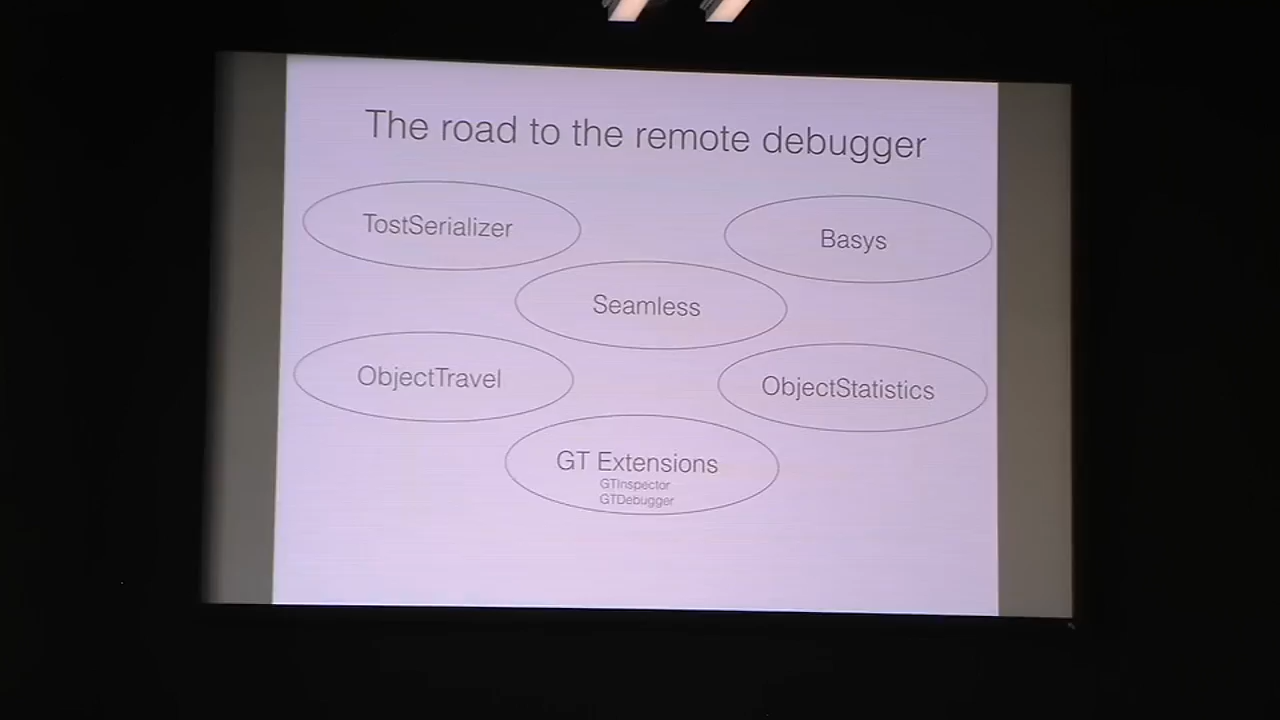 The road to the remote debugger
TostSerializer
Basys
Seamless
ObjectTravel
ObjectStatistics
GT Extensions
GTInspector
GTDebugger